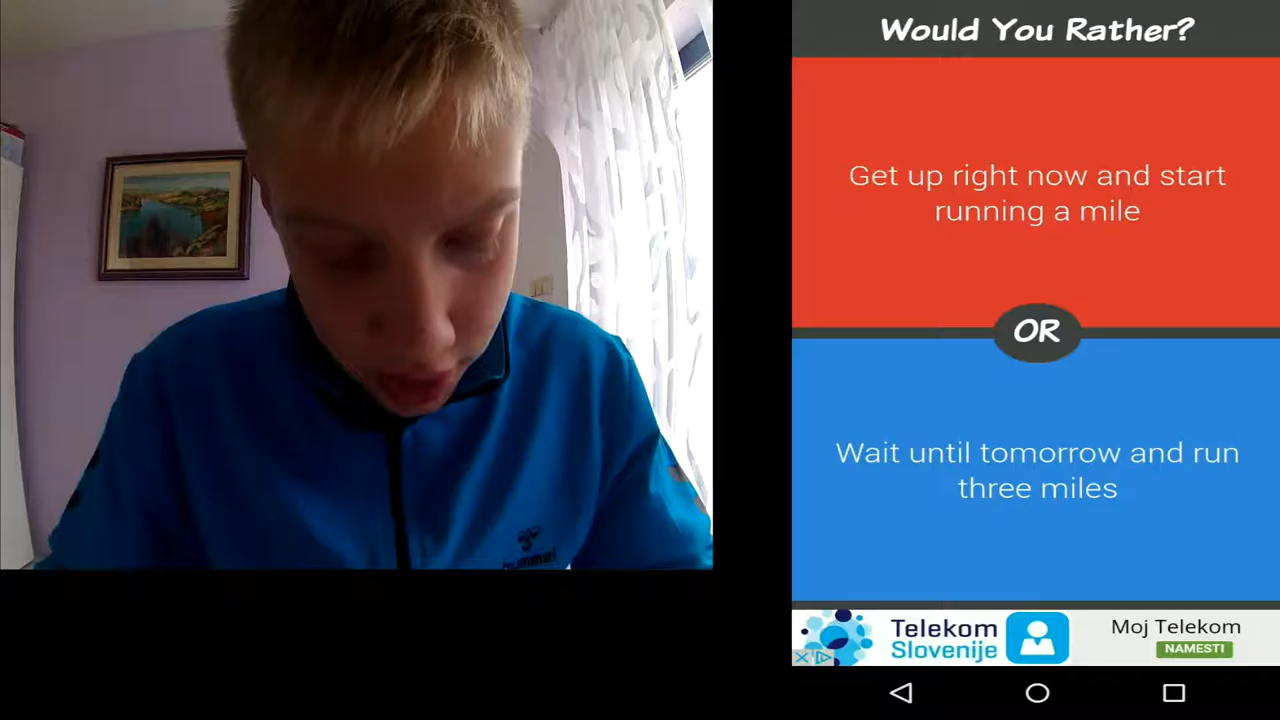 Would You Rather?
Get up right now and start
running a mile
OR
Wait until tomorrow and run
three miles
Telekom
Slovenije
Moj Telekom
NAMESTI
hummel